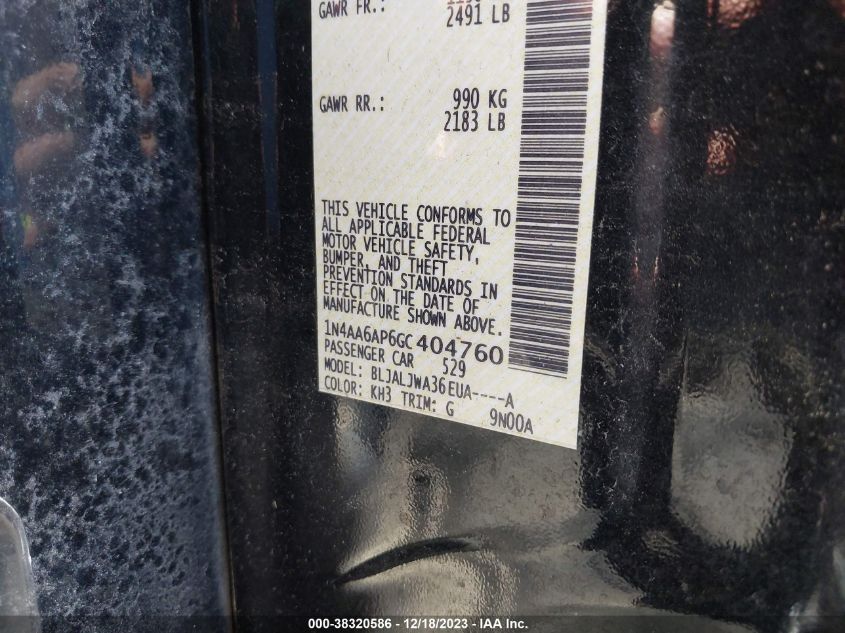 GAWR FR.:
2491 LB
GAWR RR.: 990 KG
2183 LB
THIS VEHICLE CONFORMS TO
ALL APPLICABLE FEDERAL
MOTOR VEHICLE SAFETY,
BUMPER, AND THEFT
PREVENTION STANDARDS IN
EFFECT ON THE DATE OF
MANUFACTURE SHOWN ABOVE.
1N4AA6AP6GC404760
PASSENGER CAR 529
MODEL: BLJALJWA36EUA----A
COLOR: KH3 TRIM: G 9N00A
000-38320586 - 12/18/2023 - IAA Inc.